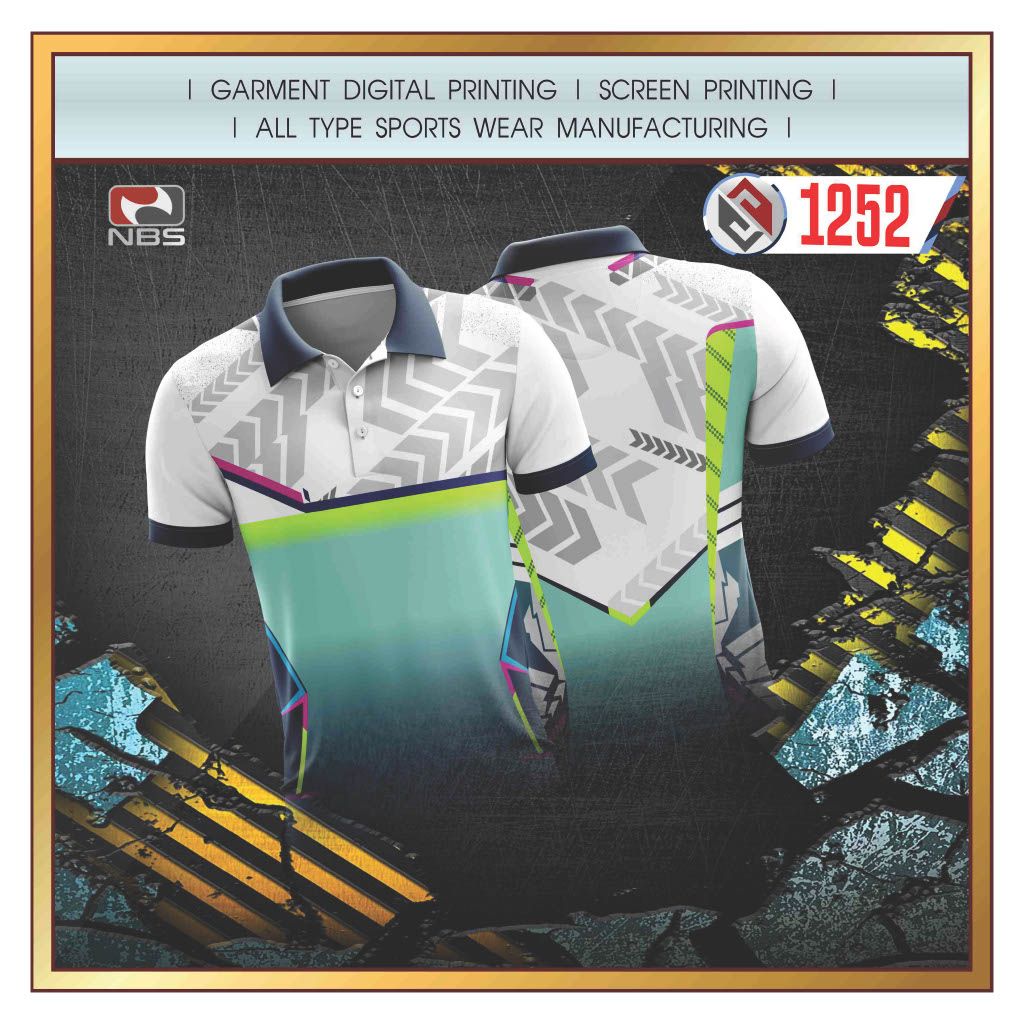 | GARMENT DIGITAL PRINTING | SCREEN PRINTING |
| ALL TYPE SPORTS WEAR MANUFACTURING |
NBS
1252